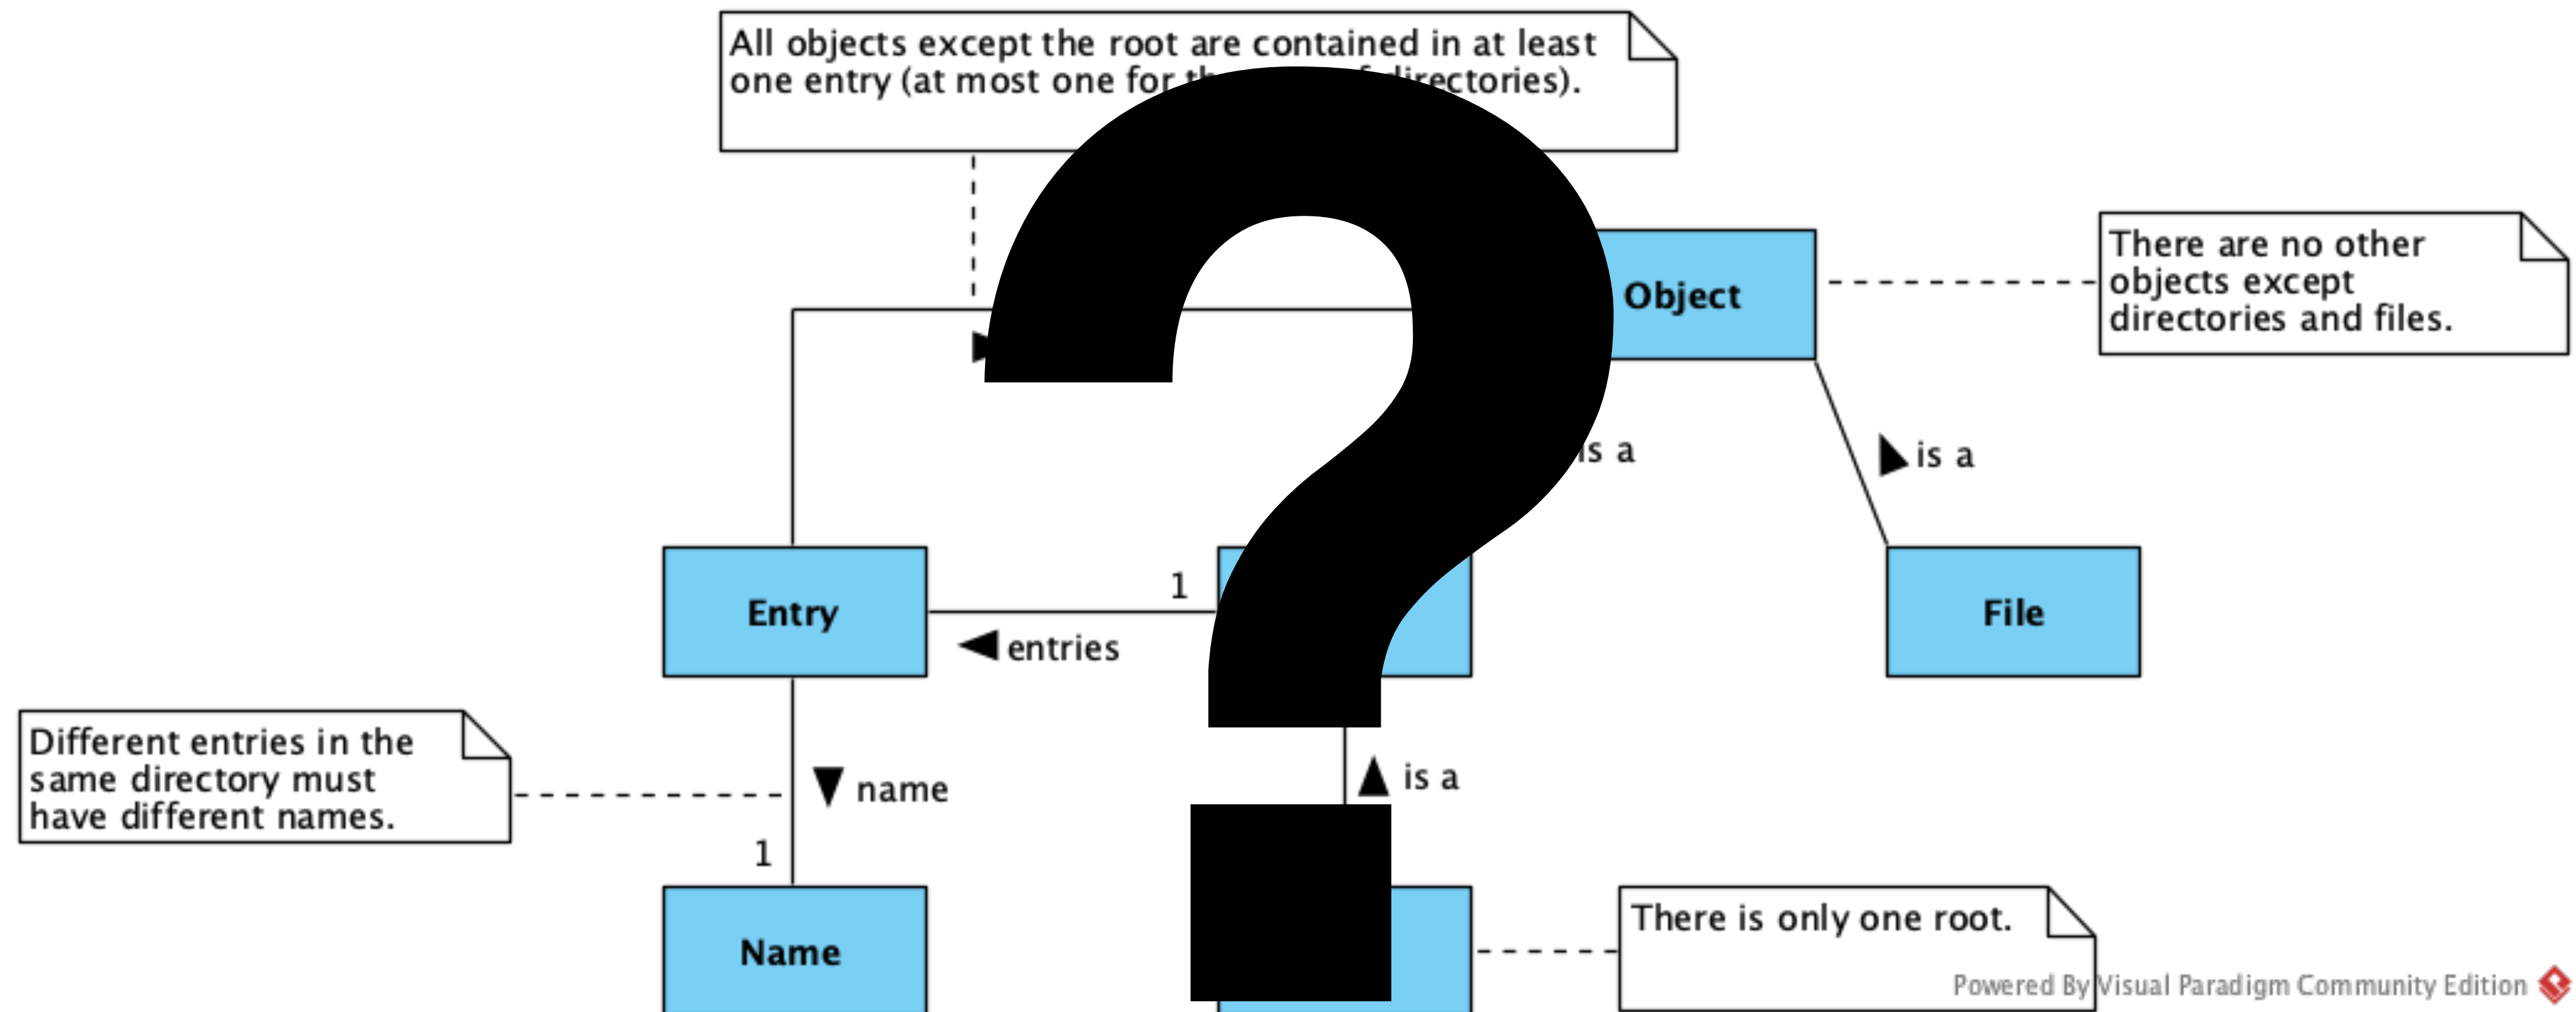 All objects except the root are contained in at least
one entry (at most one for directories).
There are no other
objects except
directories and files.
Object
is a
is a
Entry
1
entries
File
Different entries in the
same directory must
have different names.
name
is a
1
Name
There is only one root.
Powered By Visual Paradigm Community Edition
?